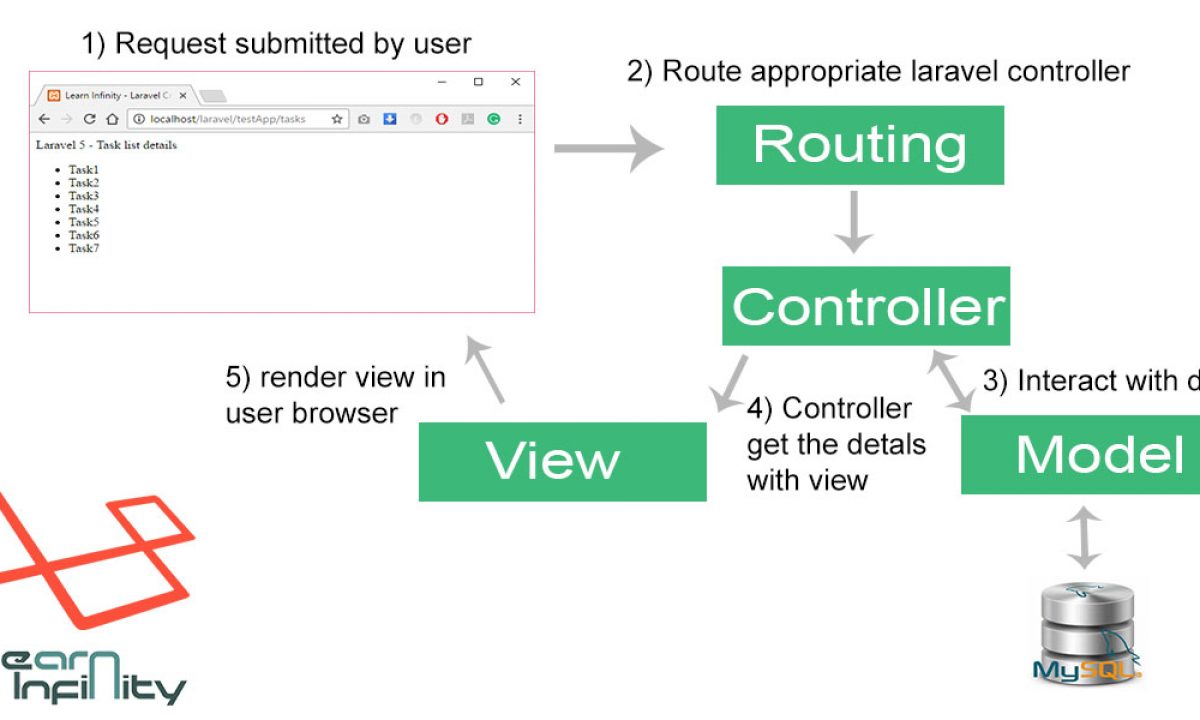 1) Request submitted by user
2) Route appropriate laravel controller
Learn Infinity - Laravel C
localhost/laravel/testApp/tasks
Laravel 5 - Task list details
Task1
Task2
Task3
Task4
Task5
Task6
Task7
Routing
Controller
5) render view in
user browser
3) Interact with d
4) Controller
get the detals
with view
View
Model
MySQL
earn
Infinity